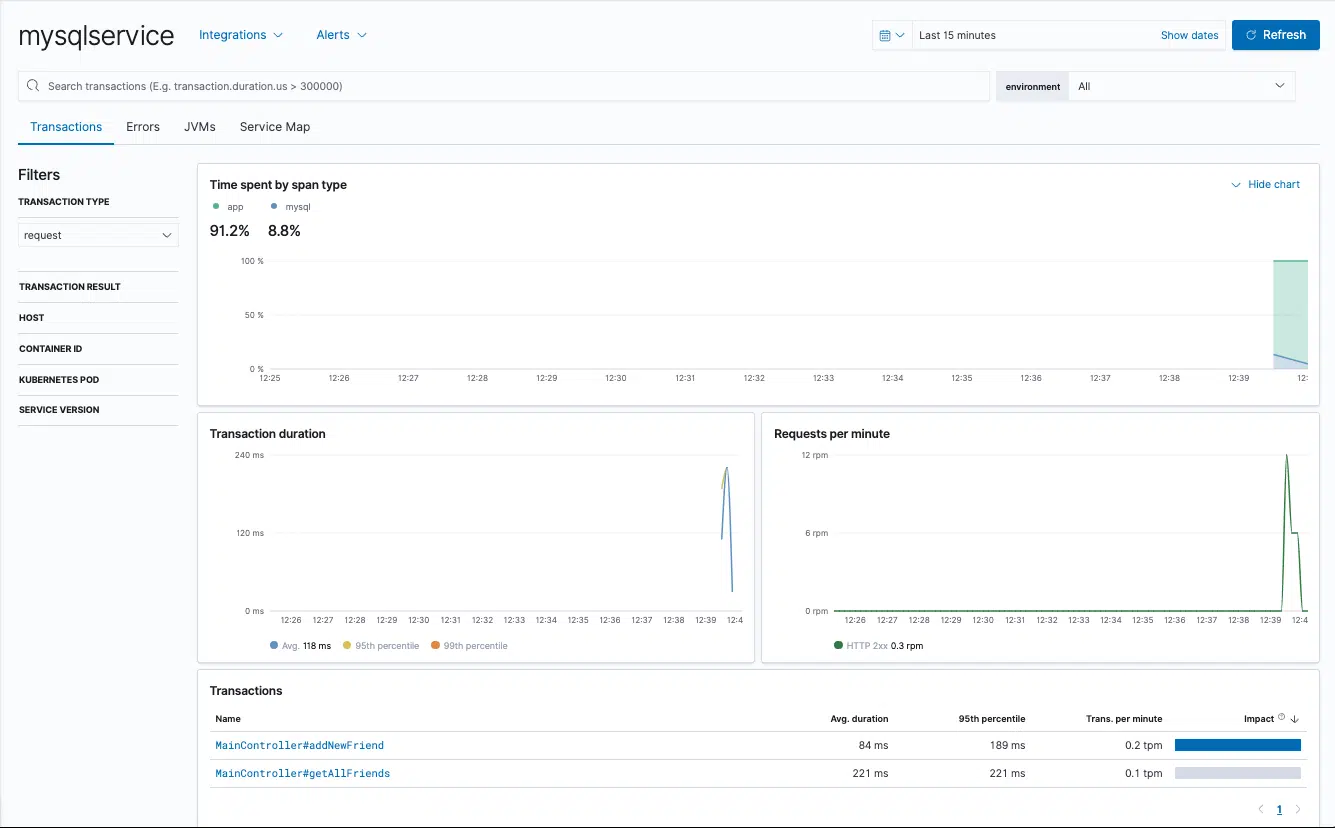 mysqlservice Integrations Alerts Last 15 minutes Show dates Refresh
Search transactions (E.g. transaction.duration.us > 300000) environment All
Transactions Errors JVMs Service Map
Filters
TRANSACTION TYPE
request
TRANSACTION RESULT
HOST
CONTAINER ID
KUBERNETES POD
SERVICE VERSION
Time spent by span type Hide chart
app mysql
91.2% 8.8%
100 %
50 %
0 %
12:25 12:26 12:27 12:28 12:29 12:30 12:31 12:32 12:33 12:34 12:35 12:36 12:37 12:38 12:39 12:
Transaction duration
240 ms
120 ms
0 ms
12:26 12:27 12:28 12:29 12:30 12:31 12:32 12:33 12:34 12:35 12:36 12:37 12:38 12:39 12:4
Avg. 118 ms 95th percentile 99th percentile
Requests per minute
12 rpm
6 rpm
0 rpm
12:26 12:27 12:28 12:29 12:30 12:31 12:32 12:33 12:34 12:35 12:36 12:37 12:38 12:39 12:4
HTTP 2xx 0.3 rpm
Transactions
Name Avg. duration 95th percentile Trans. per minute Impact
MainController#addNewFriend 84 ms 189 ms 0.2 tpm
MainController#getAllFriends 221 ms 221 ms 0.1 tpm
1